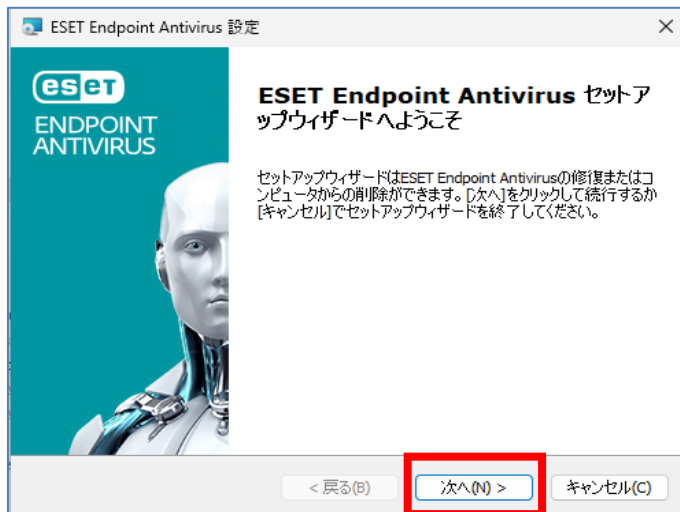 ESET Endpoint Antivirus 設定
eset
ENDPOINT
ANTIVIRUS
ESET Endpoint Antivirus セットア
ップウィザードへようこそ
セットアップウィザードはESET Endpoint Antivirusの修復またはコ
ンピュータからの削除ができます。[次へ]をクリックして続行するか
[キャンセル]でセットアップウィザードを終了してください。
< 戻る(B)
次へ(N) >
キャンセル(C)